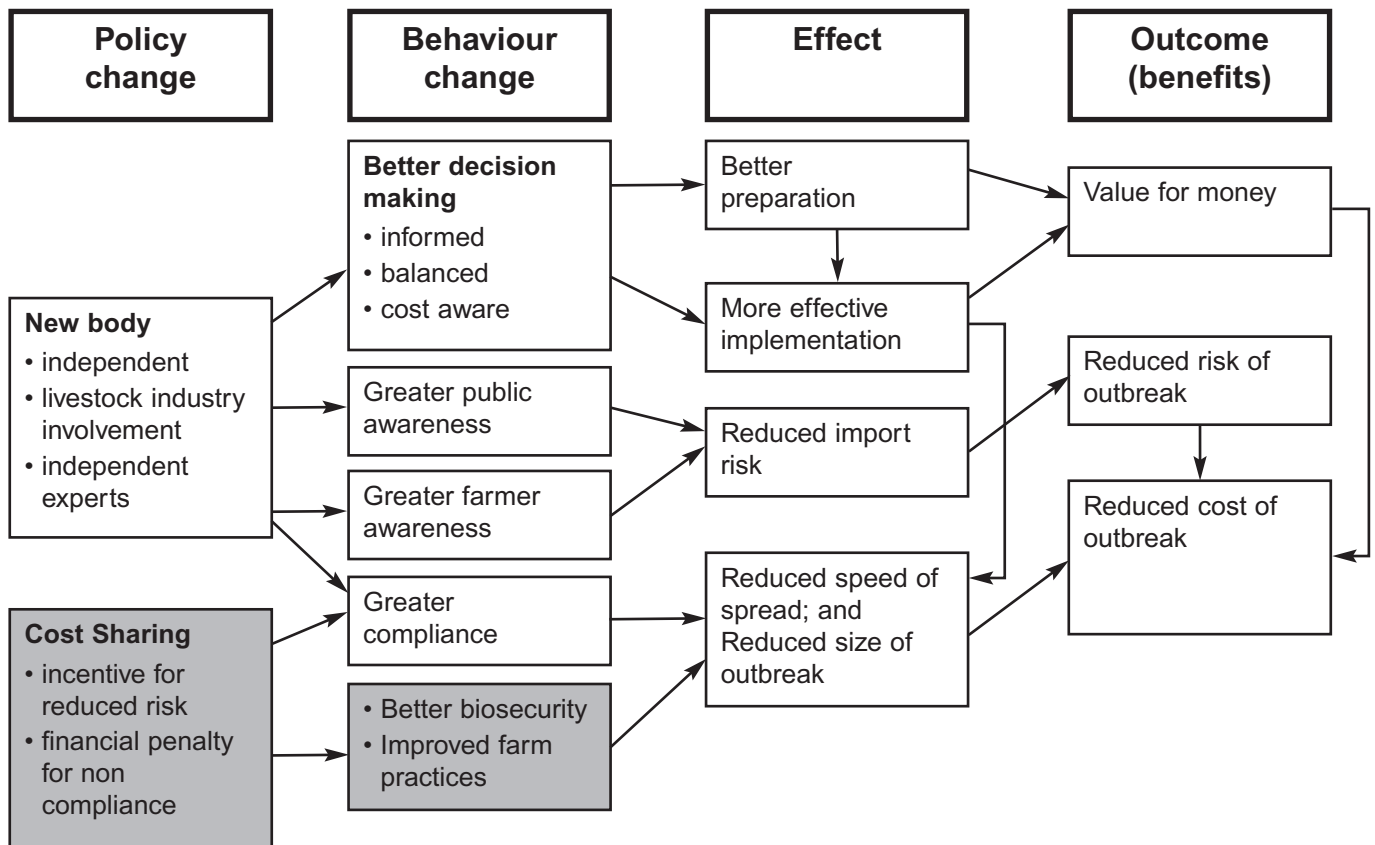 Policy
change
Behaviour
change
Effect
Outcome
(benefits)
New body
• independent
• livestock industry
involvement
• independent
experts
Cost Sharing
• incentive for
reduced risk
• financial penalty
for non
compliance
Better decision
making
• informed
• balanced
• cost aware
Greater public
awareness
Greater farmer
awareness
Greater
compliance
• Better biosecurity
• Improved farm
practices
Better
preparation
More effective
implementation
Reduced import
risk
Reduced speed of
spread; and
Reduced size of
outbreak
Value for money
Reduced risk of
outbreak
Reduced cost of
outbreak